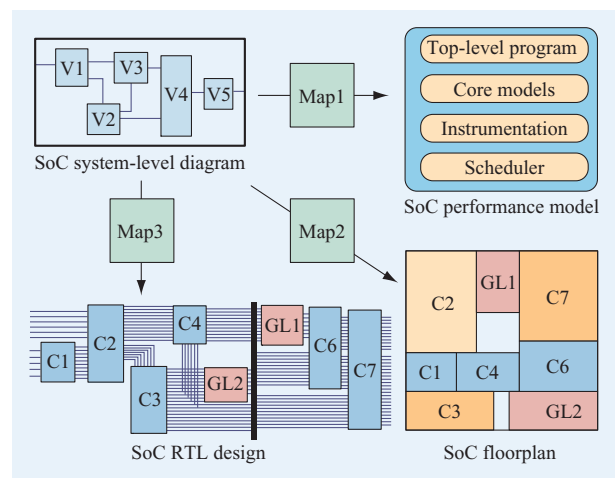 V1
V3
V4
V5
V2
SoC system-level diagram
Map1
Top-level program
Core models
Instrumentation
Scheduler
SoC performance model
Map3
Map2
C1
C2
C4
GL1
C3
GL2
C6
C7
SoC RTL design
C2
GL1
C7
C1
C4
C6
C3
GL2
SoC floorplan